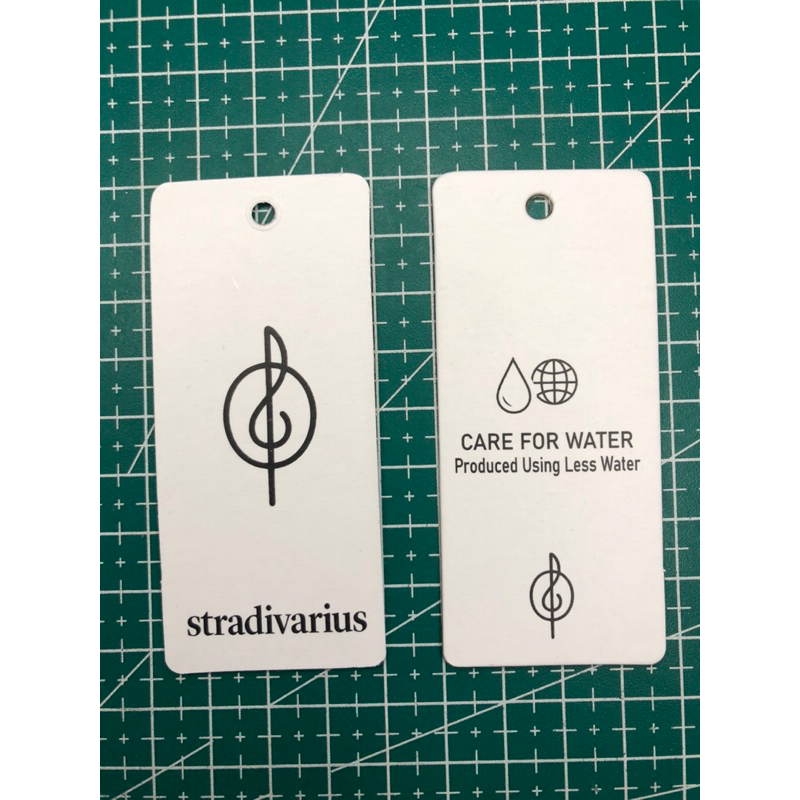 stradivarius
CARE FOR WATER
Produced Using Less Water